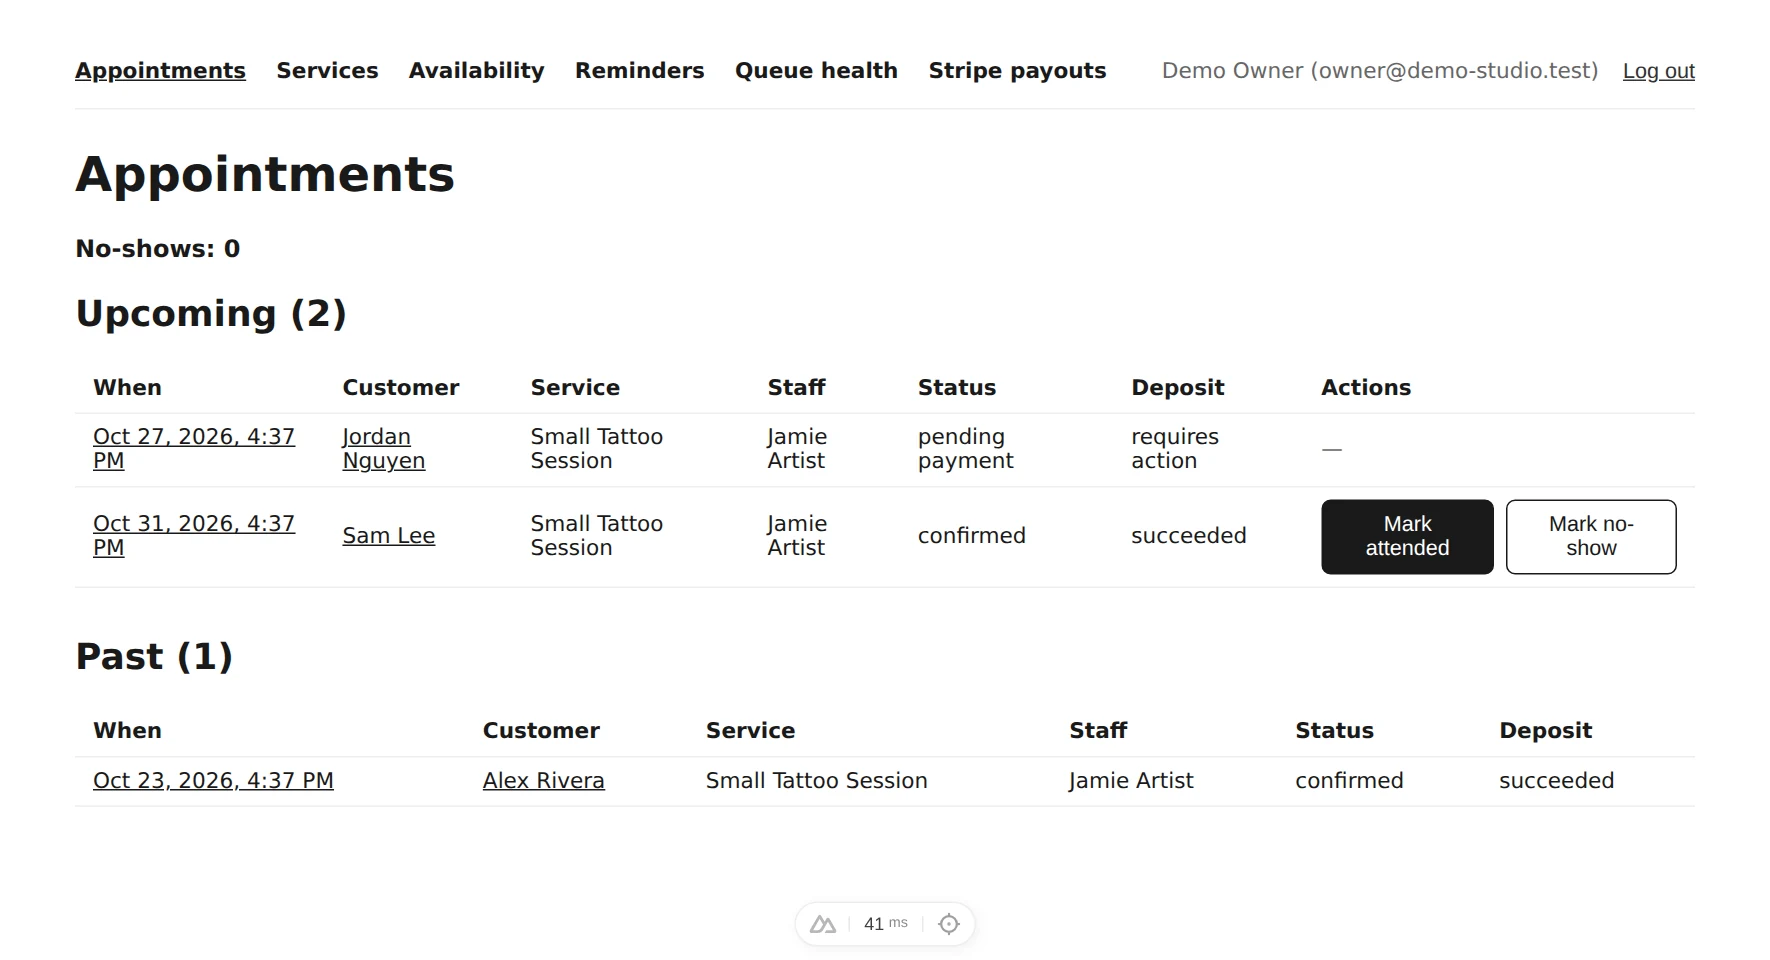 Appointments Services Availability Reminders Queue health Stripe payouts Demo Owner (owner@demo-studio.test) Log out
Appointments
No-shows: 0
Upcoming (2)
When Customer Service Staff Status Deposit Actions
Oct 27, 2026, 4:37 Jordan Small Tattoo Jamie pending requires
PM Nguyen Session Artist payment action —
Oct 31, 2026, 4:37 Sam Lee Small Tattoo Jamie confirmed succeeded Mark Mark no-
PM Session Artist attended show
Past (1)
When Customer Service Staff Status Deposit
Oct 23, 2026, 4:37 PM Alex Rivera Small Tattoo Session Jamie Artist confirmed succeeded
41 ms